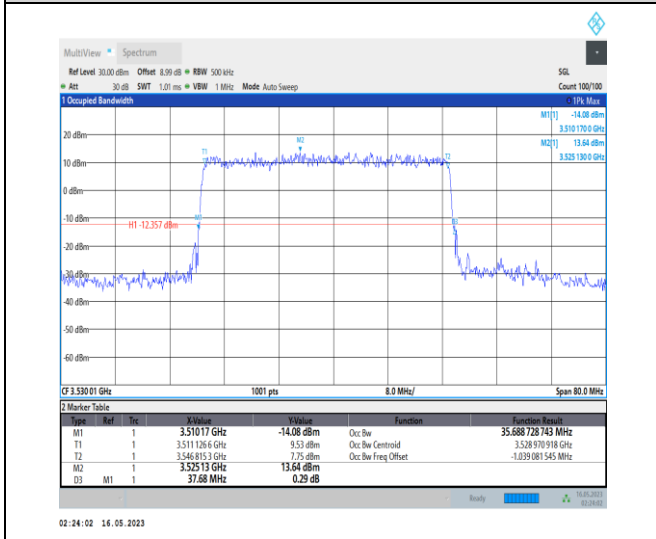 MultiView Spectrum
Ref Level 30.00 dBm Offset 8.99 dB RBW 500 kHz SGL
Att 30 dB SWT 1.01 ms VBW 1 MHz Mode Auto Sweep Count 100/100
1 Occupied Bandwidth 1Pk Max
M1[1] -14.08 dBm
3.510 170 0 GHz
M2[1] 13.64 dBm
3.525 130 0 GHz
20 dBm
M2
T1
T2
10 dBm
0 dBm
-10 dBm
M1
D3
H1 -12.357 dBm
-30 dBm
-40 dBm
-50 dBm
-60 dBm
CF 3.530 01 GHz 1001 pts 8.0 MHz/ Span 80.0 MHz
2 Marker Table
Type Ref Trc X-Value Y-Value Function Function Result
M1 1 3.51017 GHz -14.08 dBm Occ Bw 35.688 728 743 MHz
T1 1 3.511 126 6 GHz 9.53 dBm Occ Bw Centroid 3.528 970 918 GHz
T2 1 3.546 815 3 GHz 7.75 dBm Occ Bw Freq Offset -1.039 081 545 MHz
M2 1 3.52513 GHz 13.64 dBm
D3 M1 1 37.68 MHz 0.29 dB
Ready 16.05.2023
02:24:02
02:24:02 16.05.2023